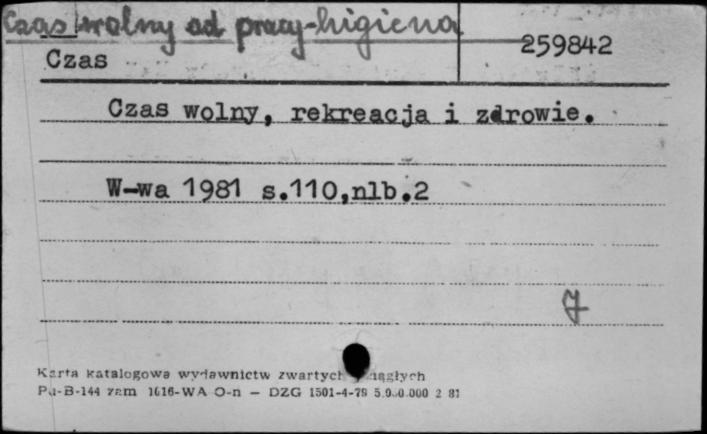 Czas wolny od pracy-higiena
259842
Czas
Czas wolny, rekreacja i zdrowie.
W-wa 1981 s.110,nlb.2
Karta katalogowa wydawnictw zwartych i ciągłych
Pu-B-144 zam 1616-WA O-n — DZG 1501-4-79 5.000.000 2 81